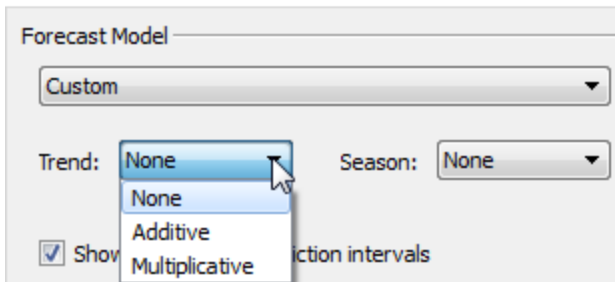 Forecast Model
Custom
Trend: None Season: None
None
Additive
Show iction intervals
Multiplicative